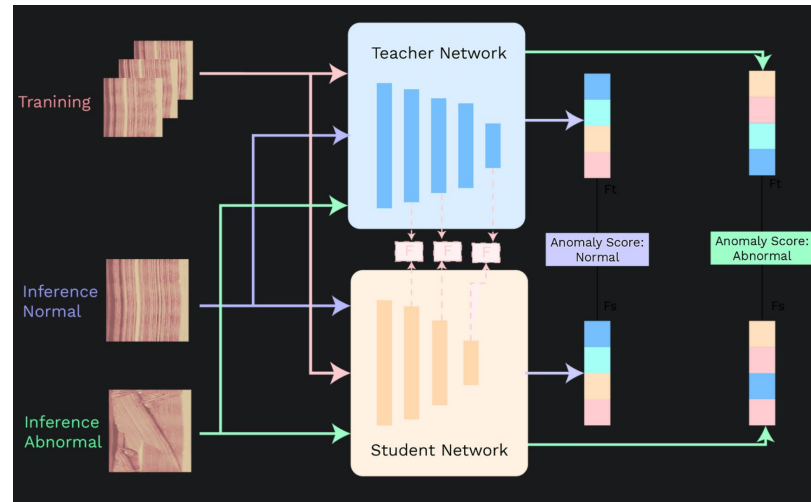 Teacher Network
Tranining
Ft
Ft
F
F
F
Anomaly Score:
Normal
Anomaly Score:
Abnormal
Inference
Normal
Fs
Fs
Inference
Abnormal
Student Network